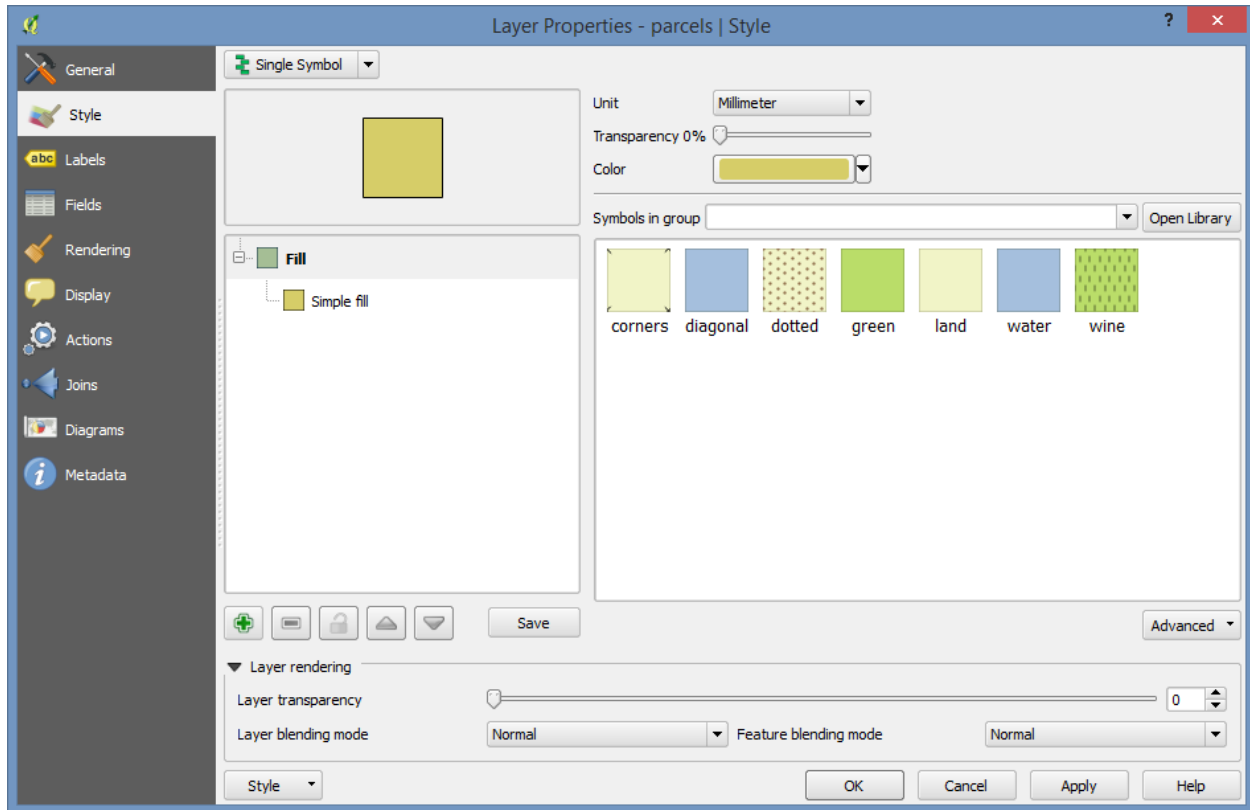 Layer Properties - parcels | Style
?
General
Style
abc Labels
Fields
Rendering
Display
Actions
Joins
Diagrams
i Metadata
Single Symbol
Unit Millimeter
Transparency 0%
Color
Symbols in group Open Library
Fill
Simple fill
corners diagonal dotted green land water wine
Save
Advanced
Layer rendering
Layer transparency 0
Layer blending mode Normal Feature blending mode Normal
Style OK Cancel Apply Help